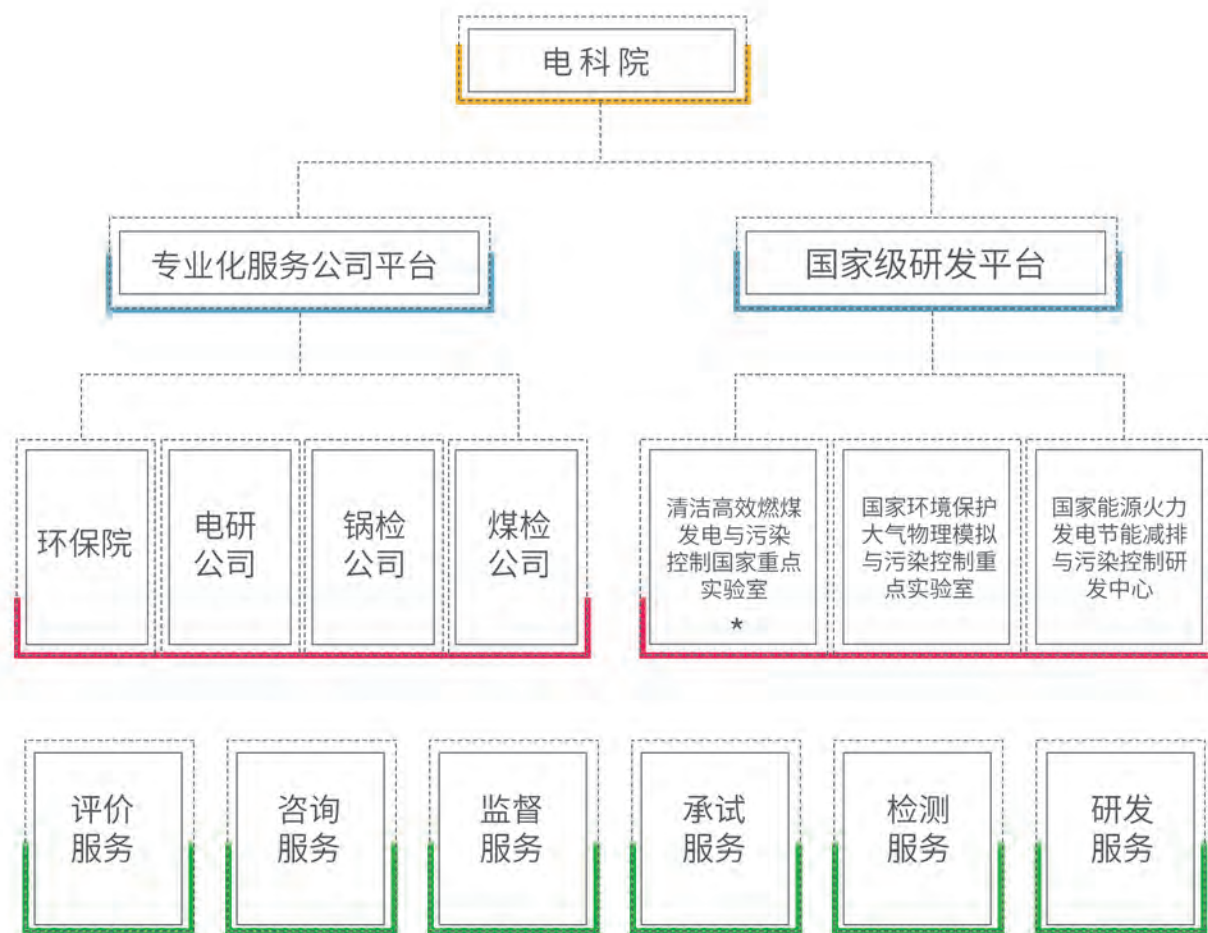 电科院
专业化服务公司平台
国家级研发平台
环保院
电研
公司
锅检
公司
煤检
公司
清洁高效燃煤
发电与污染
控制国家重点
实验室
*
国家环境保护
大气物理模拟
与污染控制重
点实验室
国家能源火力
发电节能减排
与污染控制研
发中心
评价
服务
咨询
服务
监督
服务
承试
服务
检测
服务
研发
服务